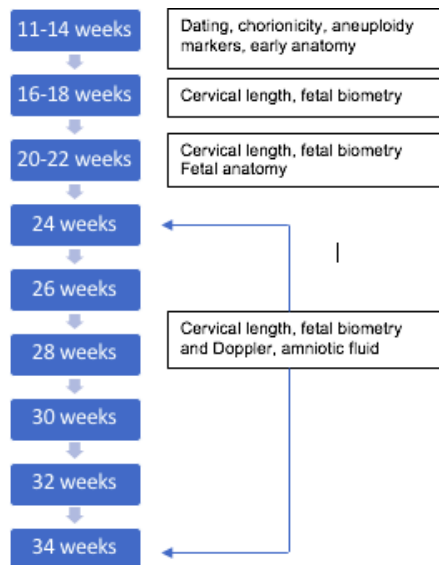 11-14 weeks
Dating, chorionicity, aneuploidy
markers, early anatomy
16-18 weeks
Cervical length, fetal biometry
20-22 weeks
Cervical length, fetal biometry
Fetal anatomy
24 weeks
26 weeks
28 weeks
Cervical length, fetal biometry
and Doppler, amniotic fluid
30 weeks
32 weeks
34 weeks